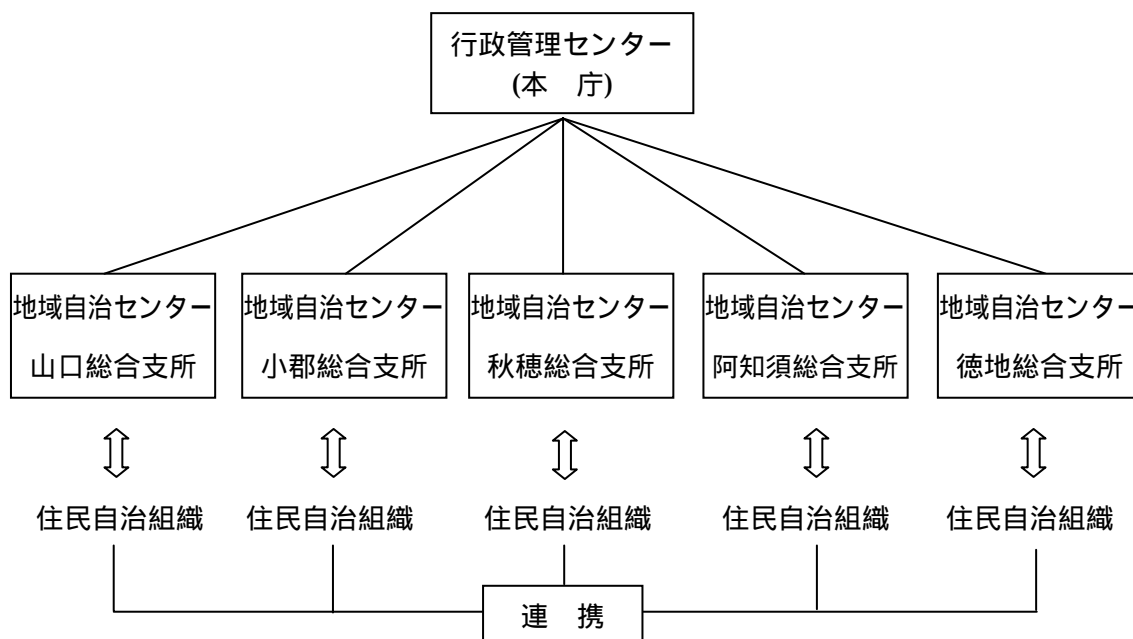 行政管理センター
(本　庁)
地域自治センター
山口総合支所
地域自治センター
小郡総合支所
地域自治センター
秋穂総合支所
地域自治センター
阿知須総合支所
地域自治センター
徳地総合支所
住民自治組織
住民自治組織
住民自治組織
住民自治組織
住民自治組織
連　携